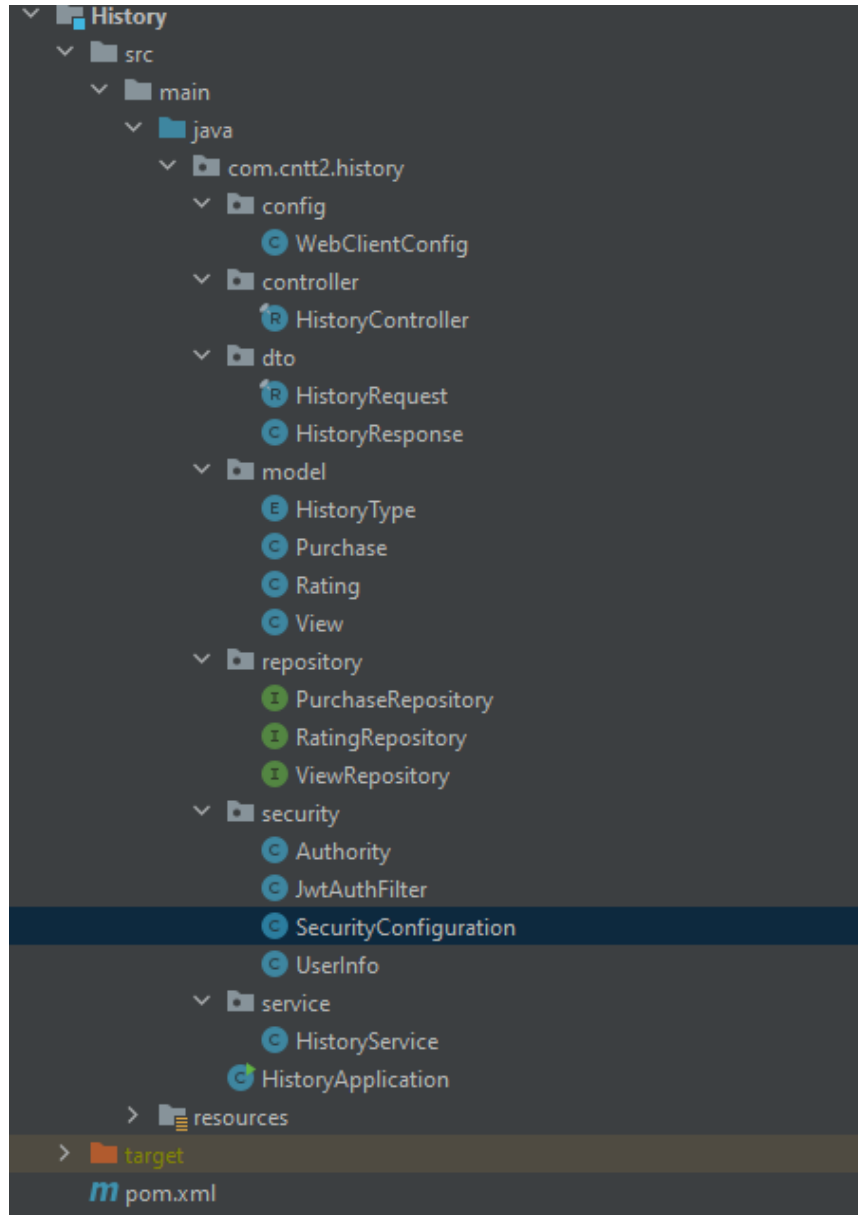 History
src
main
java
com.cntt2.history
config
C WebClientConfig
controller
R HistoryController
dto
R HistoryRequest
C HistoryResponse
model
E HistoryType
C Purchase
C Rating
C View
repository
I PurchaseRepository
I RatingRepository
I ViewRepository
security
C Authority
C JwtAuthFilter
C SecurityConfiguration
C UserInfo
service
C HistoryService
C HistoryApplication
resources
target
m pom.xml